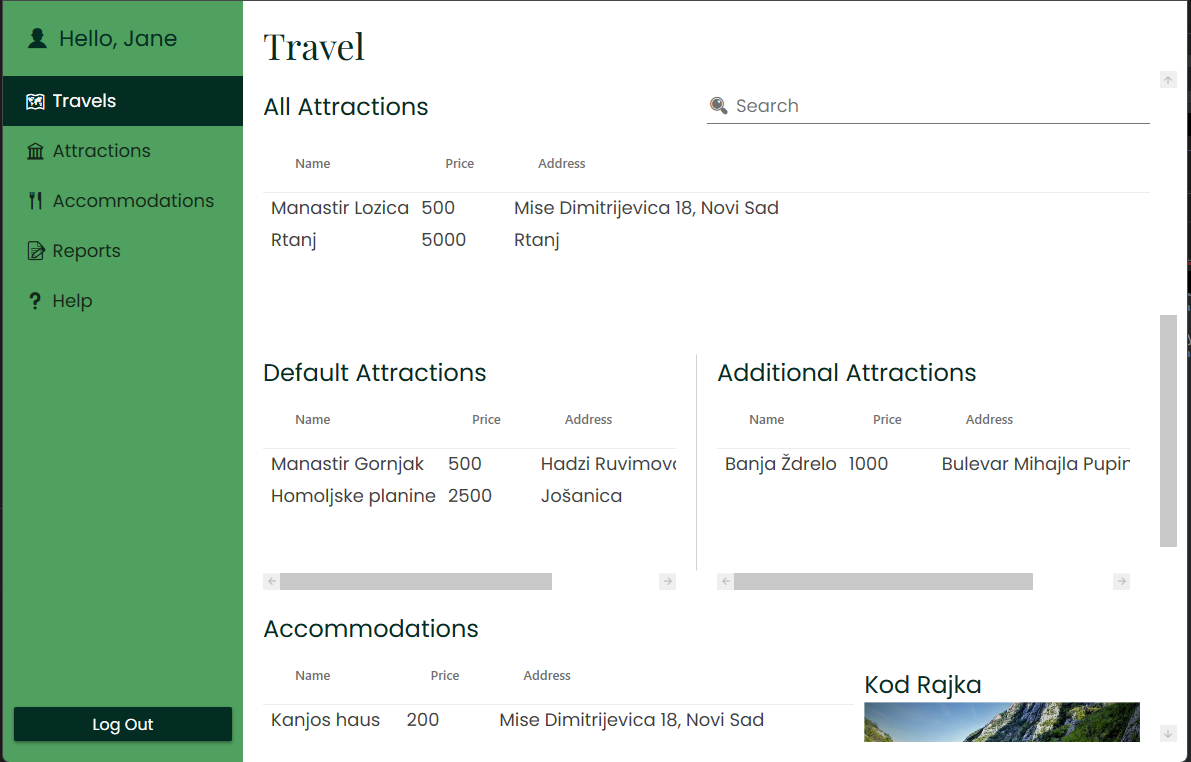 Hello, Jane
Travels
Attractions
Accommodations
Reports
Help
Log Out
Travel
All Attractions
Search
Name Price Address
Manastir Lozica 500 Mise Dimitrijevica 18, Novi Sad
Rtanj 5000 Rtanj
Default Attractions
Name Price Address
Manastir Gornjak 500 Hadzi
Homoljske planine 2500 Jošanica
Additional Attractions
Name Price Address
Banja Ždrelo 1000 Bulevar Mihajla
Accommodations
Name Price Address
Kanjos haus 200 Mise Dimitrijevica 18, Novi Sad
Kod Rajka